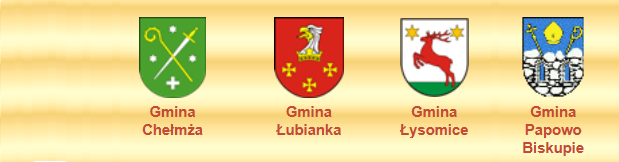 Gmina
Chełmża
Gmina
Łubianka
Gmina
Łysomice
Gmina
Papowo
Biskupie